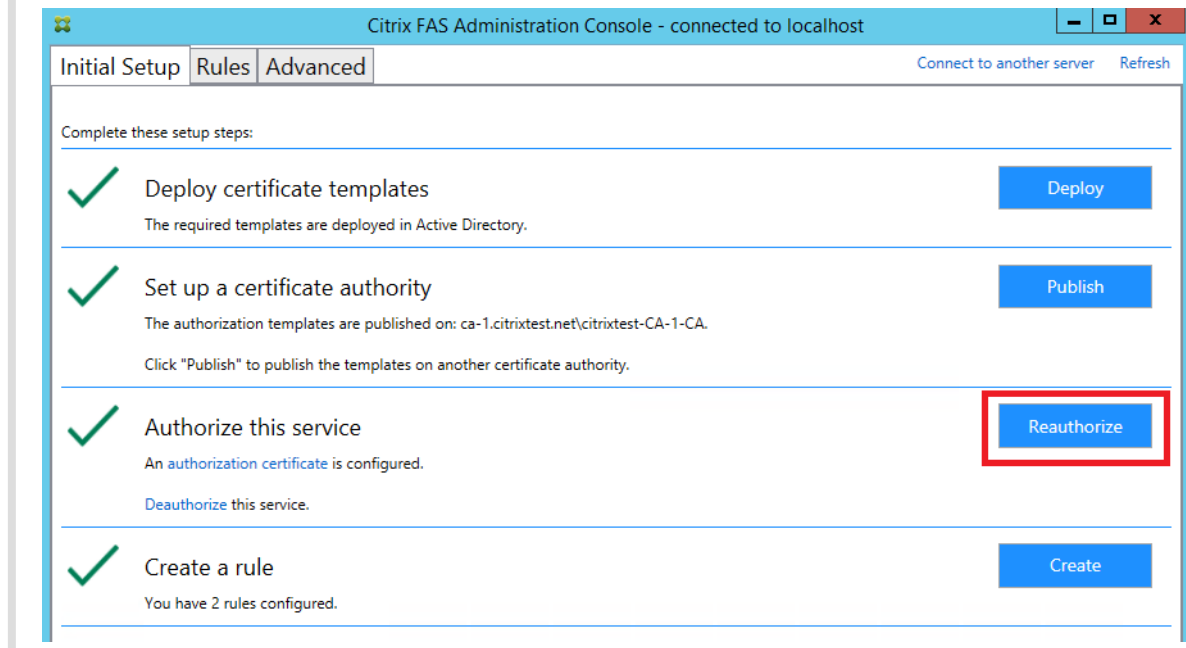 Citrix FAS Administration Console - connected to localhost
Initial Setup Rules Advanced Connect to another server Refresh
Complete these setup steps:
Deploy certificate templates Deploy
The required templates are deployed in Active Directory.
Set up a certificate authority Publish
The authorization templates are published on: ca-1.citrixtest.net\citrixtest-CA-1-CA.
Click "Publish" to publish the templates on another certificate authority.
Authorize this service Reauthorize
An authorization certificate is configured.
Deauthorize this service.
Create a rule Create
You have 2 rules configured.